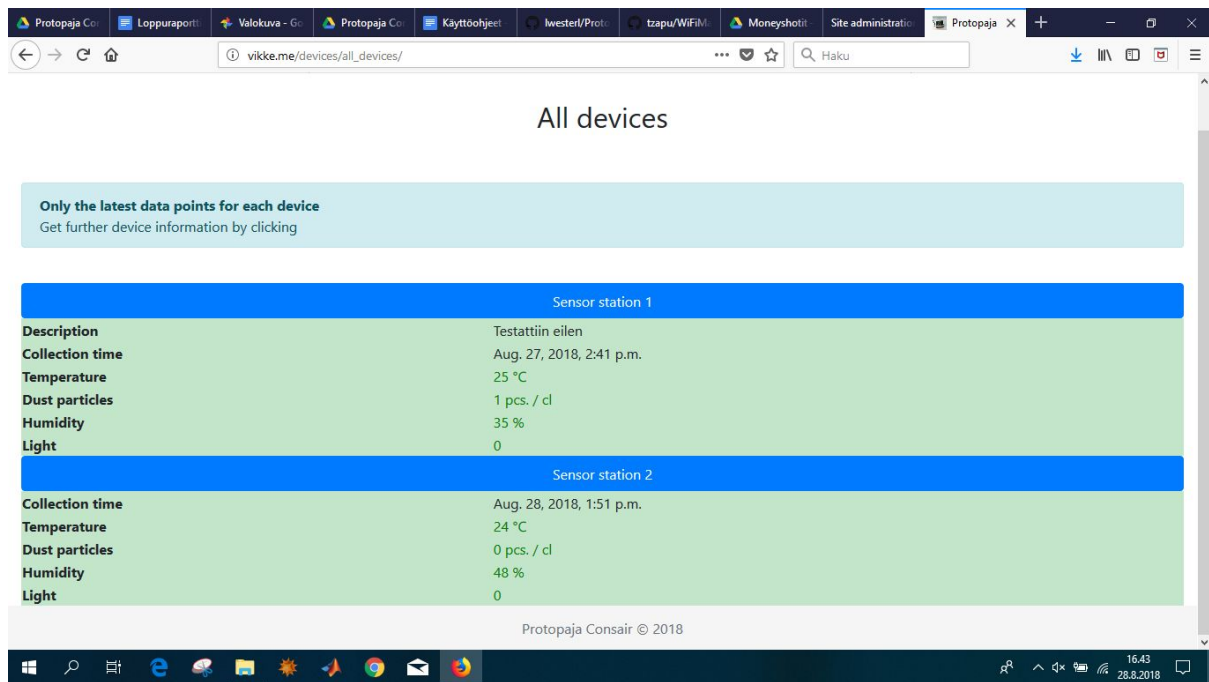 Protopaja Con
Loppuraportti
Valokuva - Go
Protopaja Con
Käyttöohjeet -
lwesterl/Proto
tzapu/WiFiMa
Moneyshotit -
Site administratio
Protopaja
vikke.me/devices/all_devices/
Haku
All devices
Only the latest data points for each device
Get further device information by clicking
Sensor station 1
Description Testattiin eilen
Collection time Aug. 27, 2018, 2:41 p.m.
Temperature 25 °C
Dust particles 1 pcs. / cl
Humidity 35 %
Light 0
Sensor station 2
Collection time Aug. 28, 2018, 1:51 p.m.
Temperature 24 °C
Dust particles 0 pcs. / cl
Humidity 48 %
Light 0
Protopaja Consair © 2018
16.43
28.8.2018